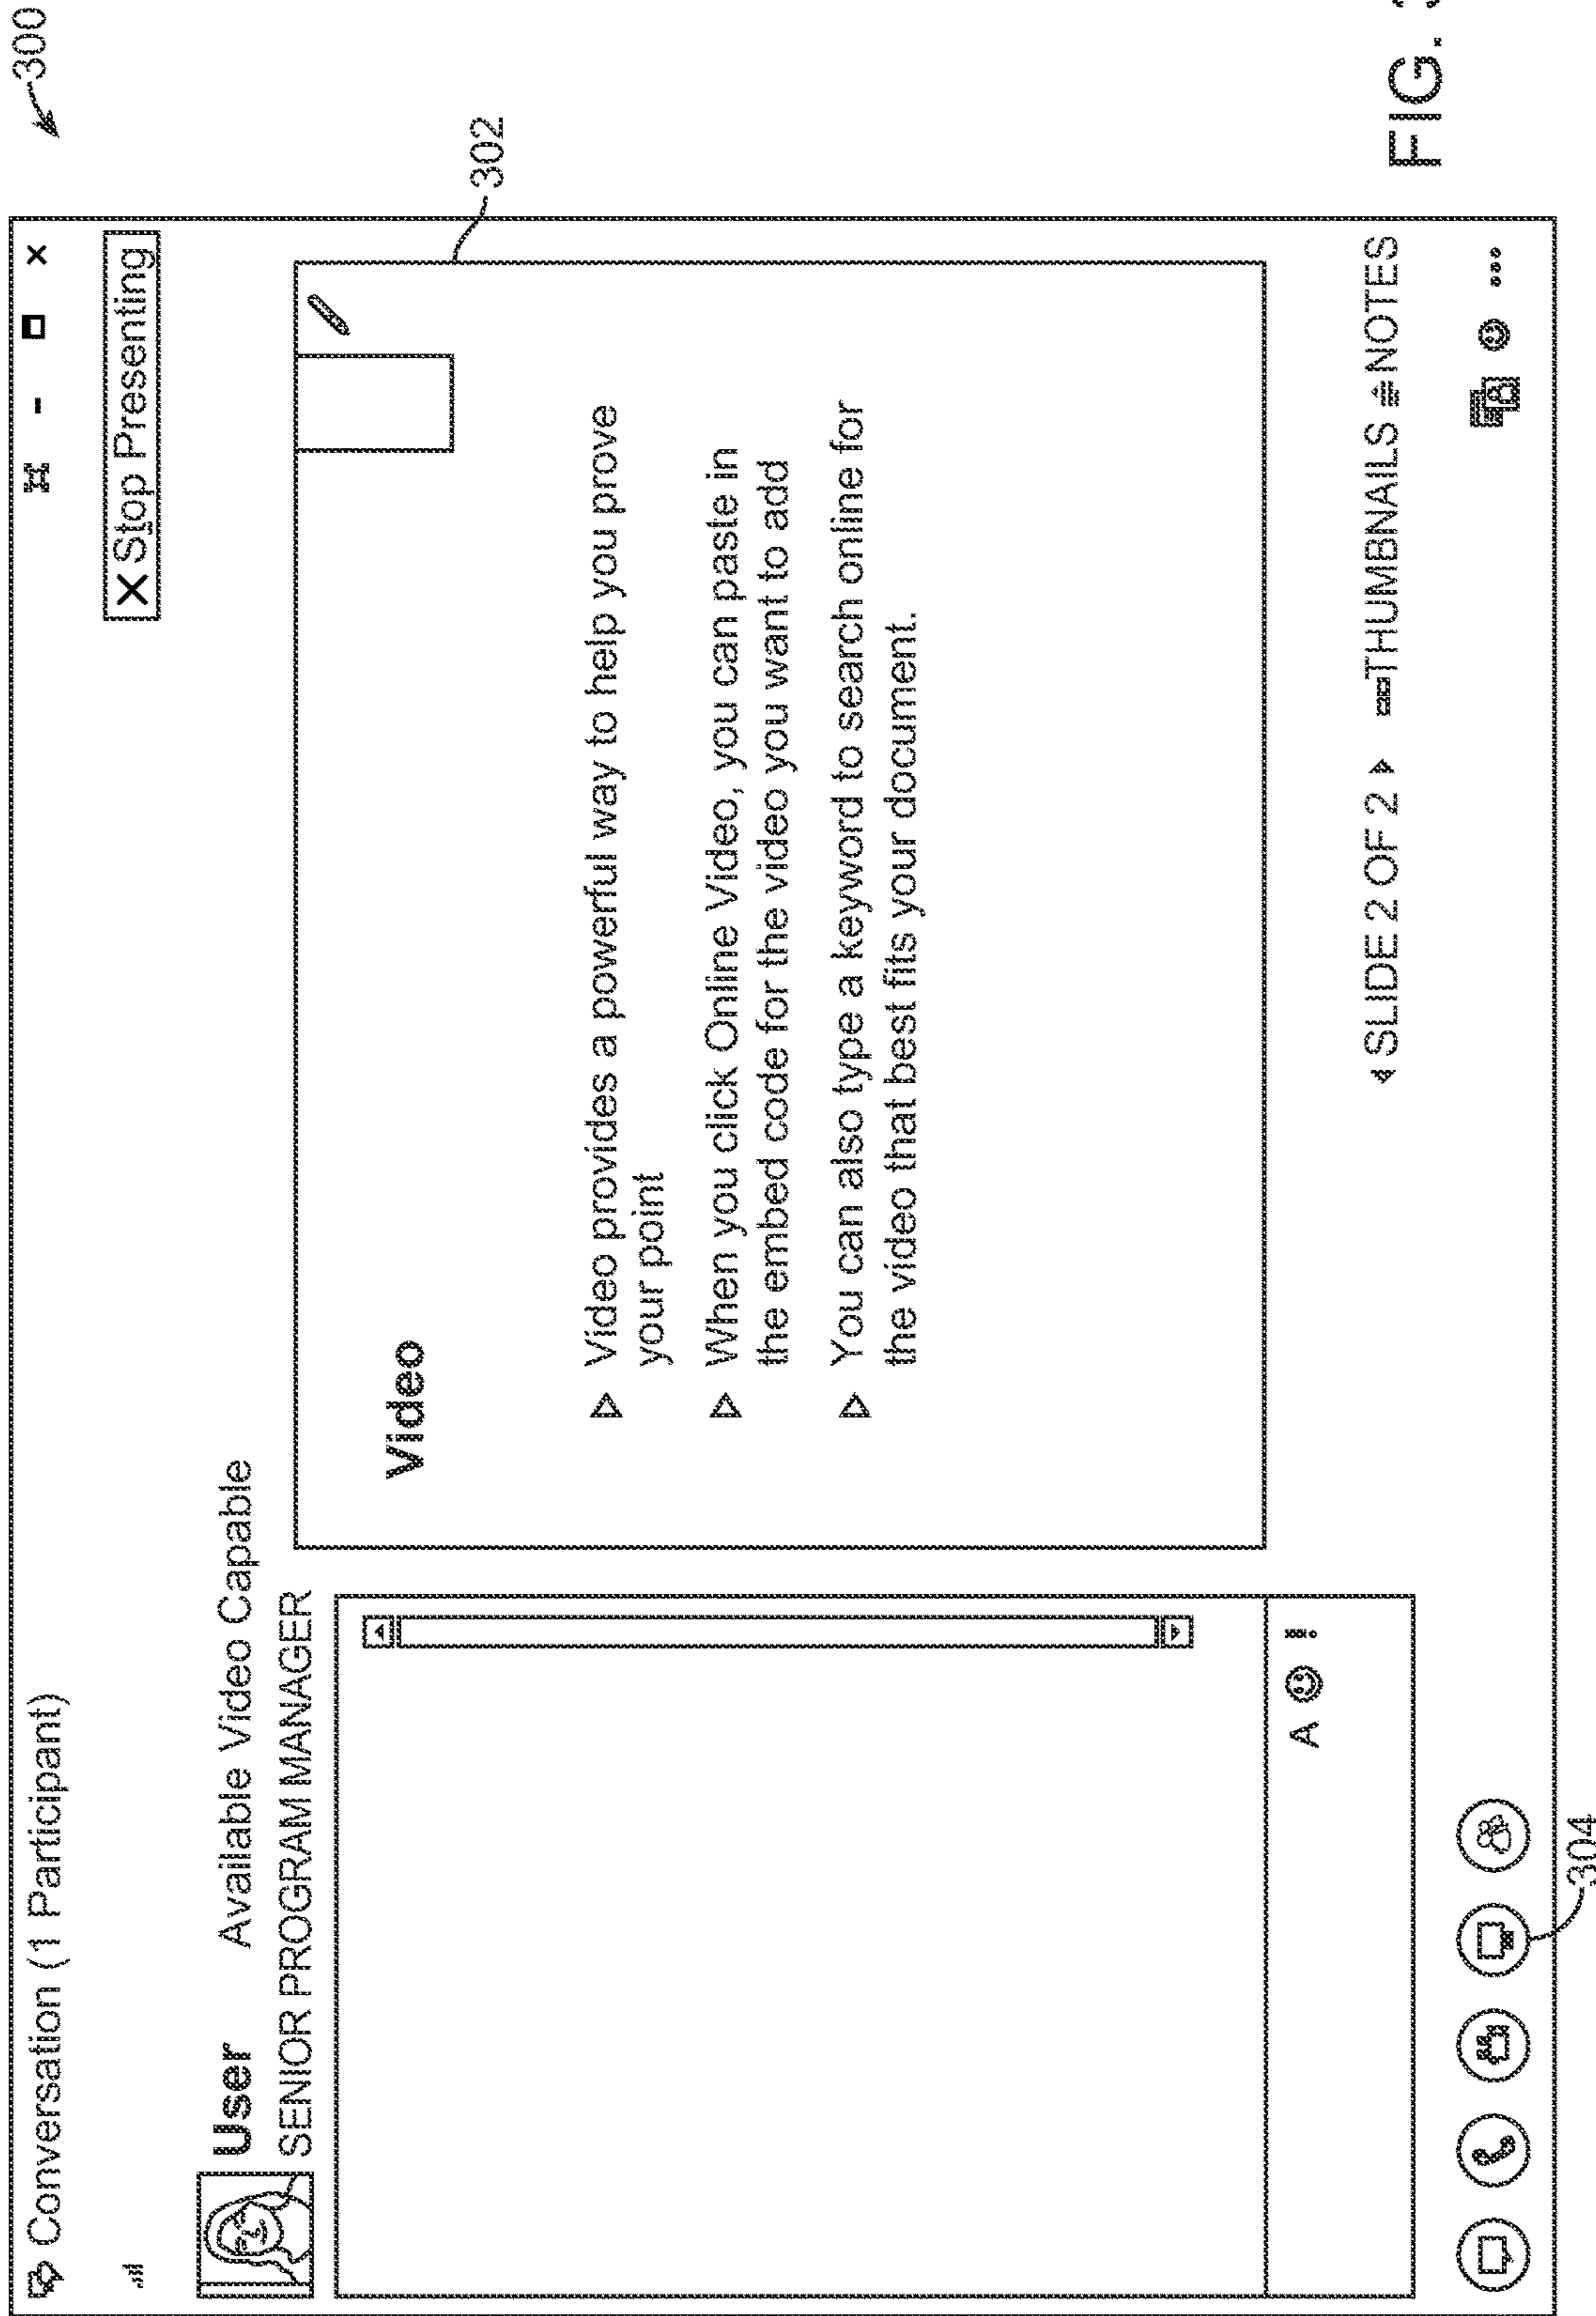 300
Conversation (1 Participant)
X Stop Presenting
User Available Video Capable
SENIOR PROGRAM MANAGER
302
Video
Video provides a powerful way to help you prove
your point
When you click Online Video, you can paste in
the embed code for the video you want to add
You can also type a keyword to search online for
the video that best fits your document.
A
SLIDE 2 OF 2 THUMBNAILS NOTES
304
FIG.